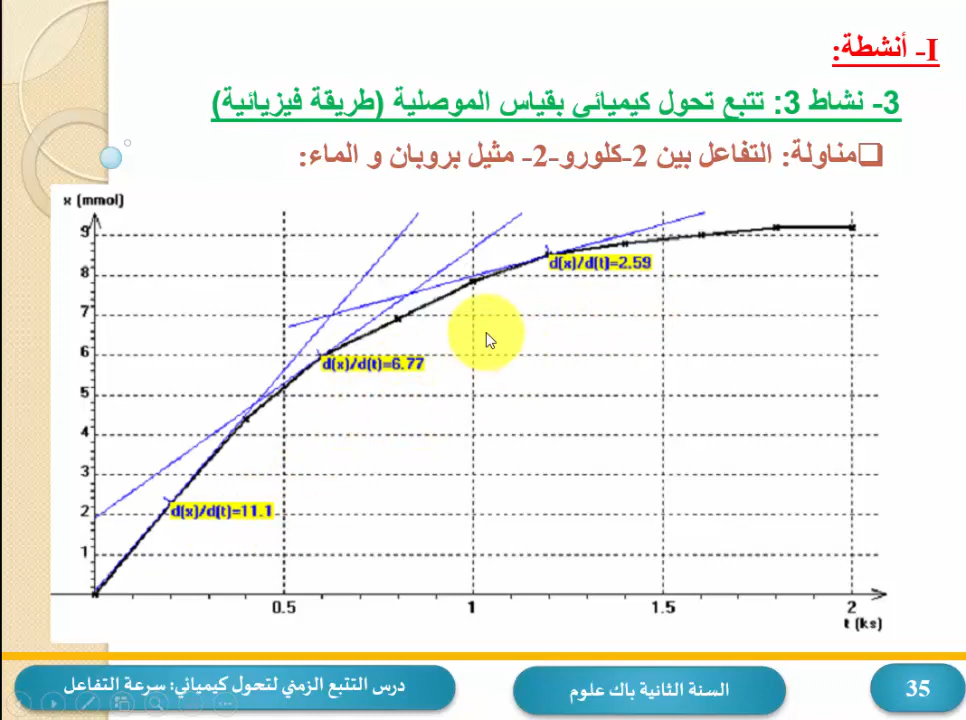 I- أنشطة:
3- نشاط 3: تتبع تحول كيميائي بقياس الموصلية (طريقة فيزيائية)
مناولة: التفاعل بين 2-كلورو-2- مثيل بروبان و الماء:
x (mmol)
9
8
d(x)/d(t)=2.59
7
6
d(x)/d(t)=6.77
5
4
3
2
d(x)/d(t)=11.1
1
0.5 1 1.5 2
t (ks)
35
السنة الثانية باك علوم
درس التتبع الزمني لتحول كيميائي: سرعة التفاعل